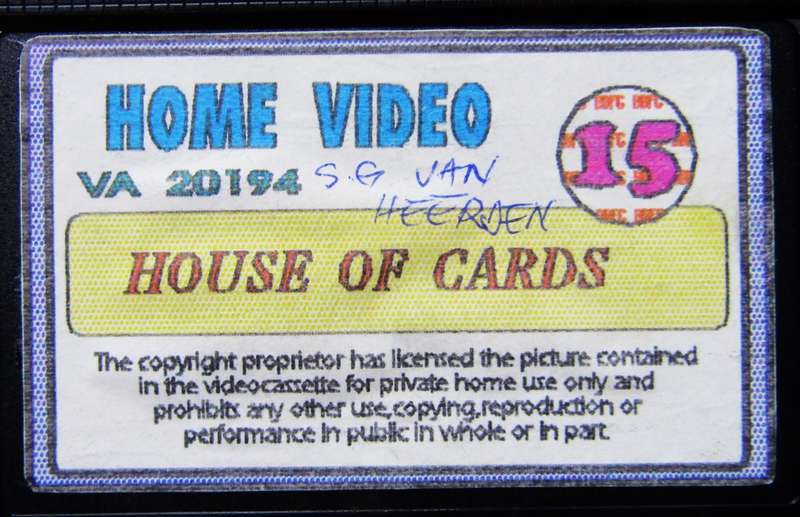 HOME VIDEO
BBFC BBFC
15
VA 20194
S.G VAN
HEERDEN
HOUSE OF CARDS
The copyright proprietor has licensed the picture contained
in the videocassette for private home use only and
prohibits any other use,copying,reproduction or
performance in public in whole or in part